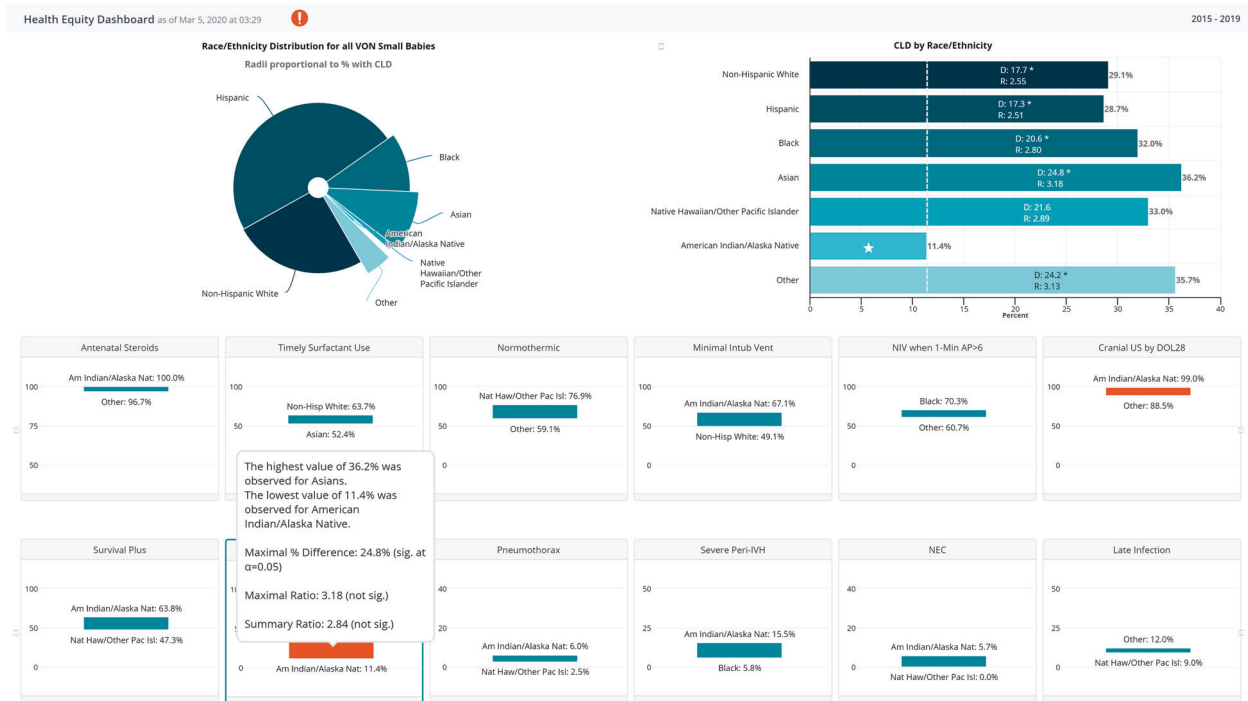 Health Equity Dashboard as of Mar 5, 2020 at 03:29
2015 - 2019
Race/Ethnicity Distribution for all VON Small Babies
Radii proportional to % with CLD
Hispanic
Black
Asian
American
Indian/Alaska Native
Native
Hawaiian/Other
Pacific Islander
Other
Non-Hispanic White
CLD by Race/Ethnicity
Non-Hispanic White
D: 17.7 *
R: 2.55
29.1%
Hispanic
D: 17.3 *
R: 2.51
28.7%
Black
D: 20.6 *
R: 2.80
32.0%
Asian
D: 24.8 *
R: 3.18
36.2%
Native Hawaiian/Other Pacific Islander
D: 21.6
R: 2.89
33.0%
American Indian/Alaska Native
11.4%
Other
D: 24.2 *
R: 3.13
35.7%
0 5 10 15 20 25 30 35 40
Percent
Antenatal Steroids
100
75
50
Am Indian/Alaska Nat: 100.0%
Other: 96.7%
Timely Surfactant Use
100
50
Non-Hisp White: 63.7%
Asian: 52.4%
Normothermic
100
50
0
Nat Haw/Other Pac Isl: 76.9%
Other: 59.1%
Minimal Intub Vent
100
50
0
Am Indian/Alaska Nat: 67.1%
Non-Hisp White: 49.1%
NIV when 1-Min AP>6
100
50
0
Black: 70.3%
Other: 60.7%
Cranial US by DOL28
100
50
0
Am Indian/Alaska Nat: 99.0%
Other: 88.5%
The highest value of 36.2% was
observed for Asians.
The lowest value of 11.4% was
observed for American
Indian/Alaska Native.
Maximal % Difference: 24.8% (sig. at
α=0.05)
Maximal Ratio: 3.18 (not sig.)
Summary Ratio: 2.84 (not sig.)
Survival Plus
100
50
0
Am Indian/Alaska Nat: 63.8%
Nat Haw/Other Pac Isl: 47.3%
0
Am Indian/Alaska Nat: 11.4%
Pneumothorax
40
20
0
Am Indian/Alaska Nat: 6.0%
Nat Haw/Other Pac Isl: 2.5%
Severe Peri-IVH
50
25
0
Am Indian/Alaska Nat: 15.5%
Black: 5.8%
NEC
40
20
0
Am Indian/Alaska Nat: 5.7%
Nat Haw/Other Pac Isl: 0.0%
Late Infection
50
25
0
Other: 12.0%
Nat Haw/Other Pac Isl: 9.0%